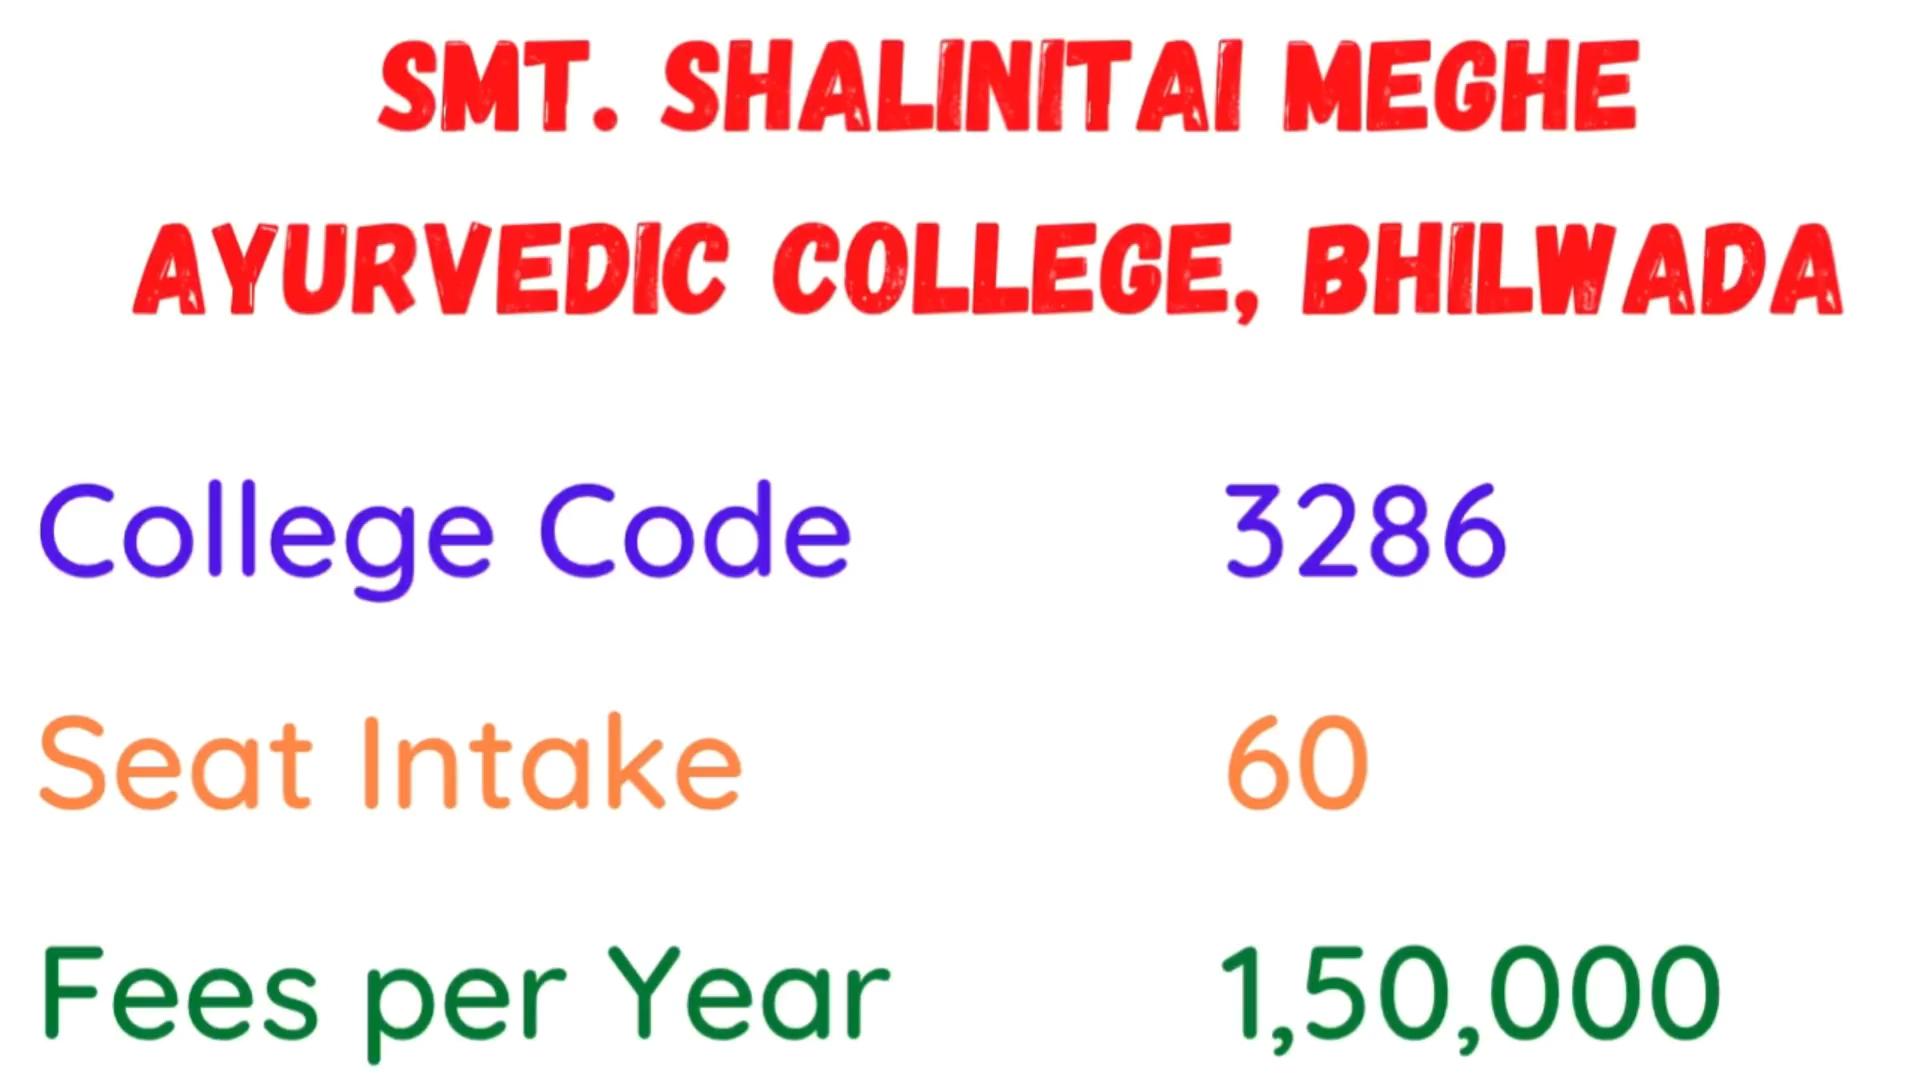 SMT. SHALINITAI MEGHE
AYURVEDIC COLLEGE, BHILWADA
College Code 3286
Seat Intake 60
Fees per Year 1,50,000